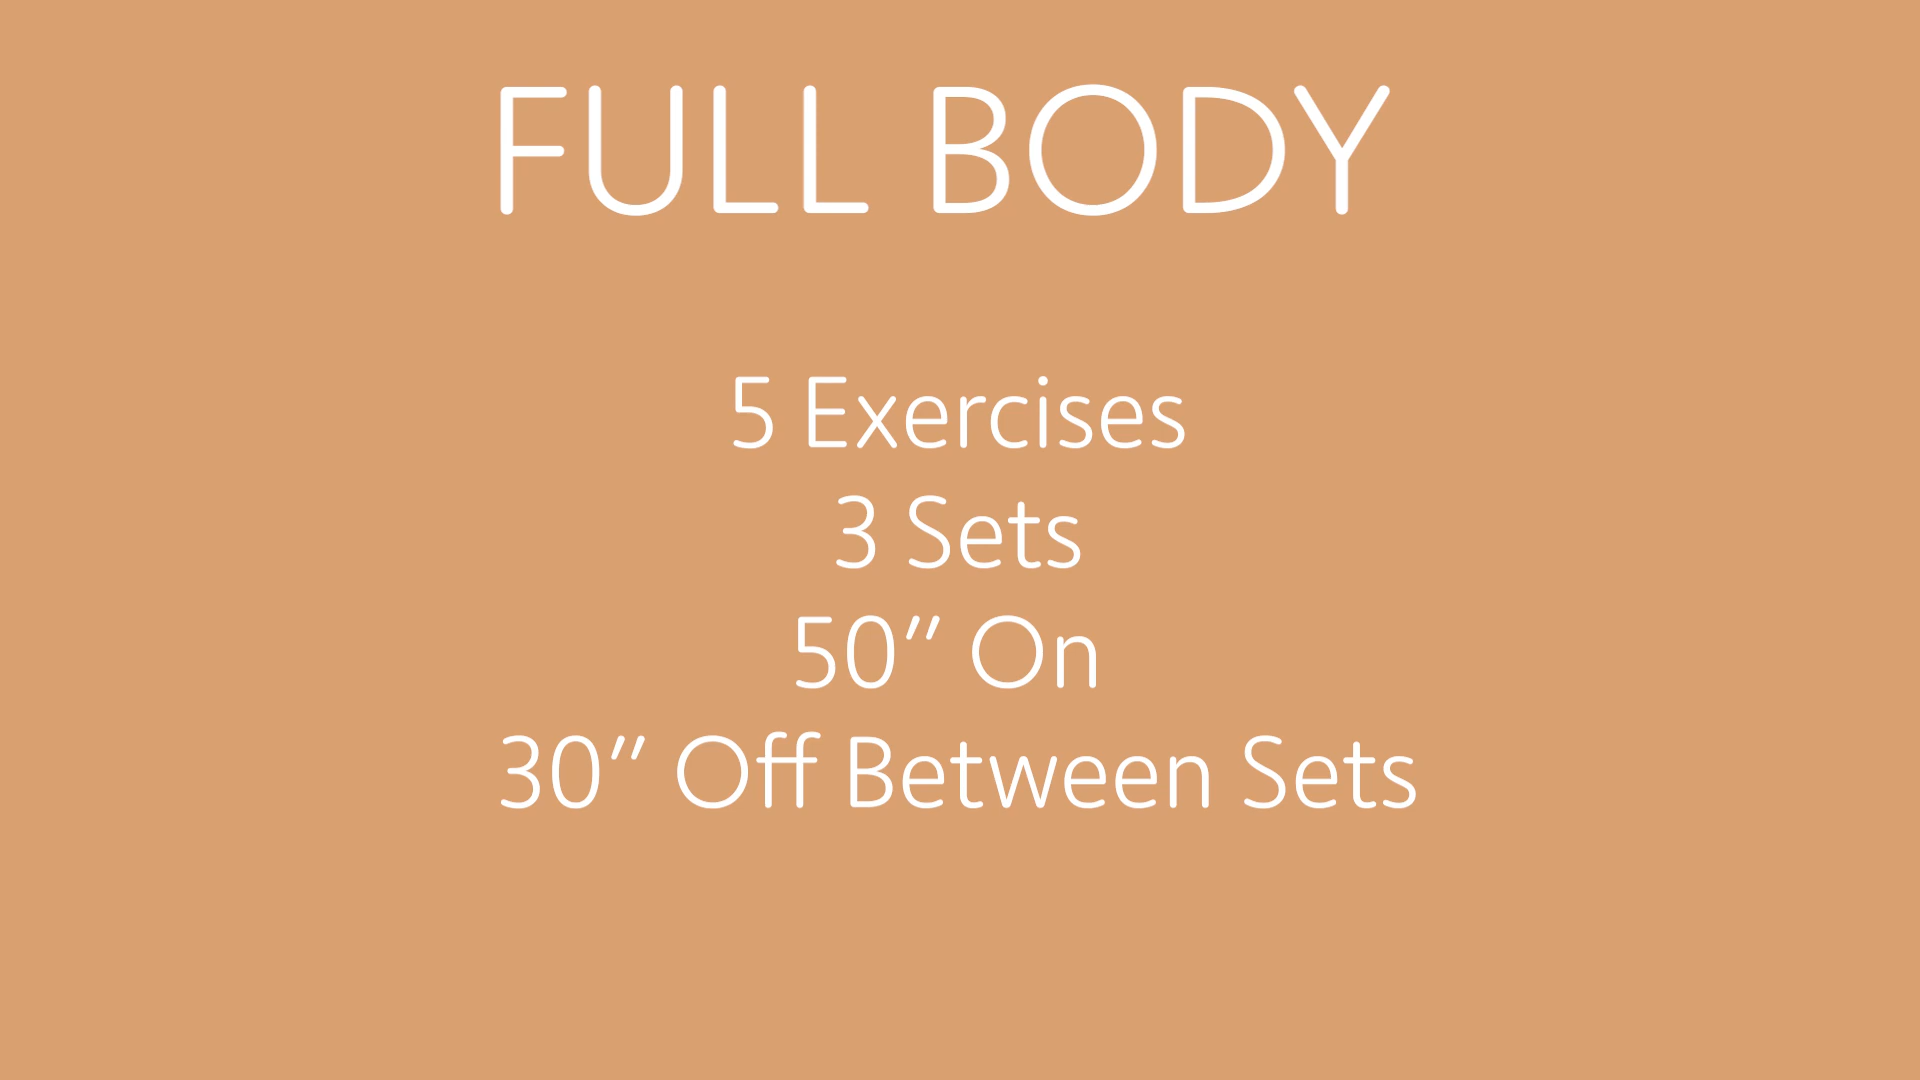 FULL BODY
5 Exercises
3 Sets
50” On
30” Off Between Sets